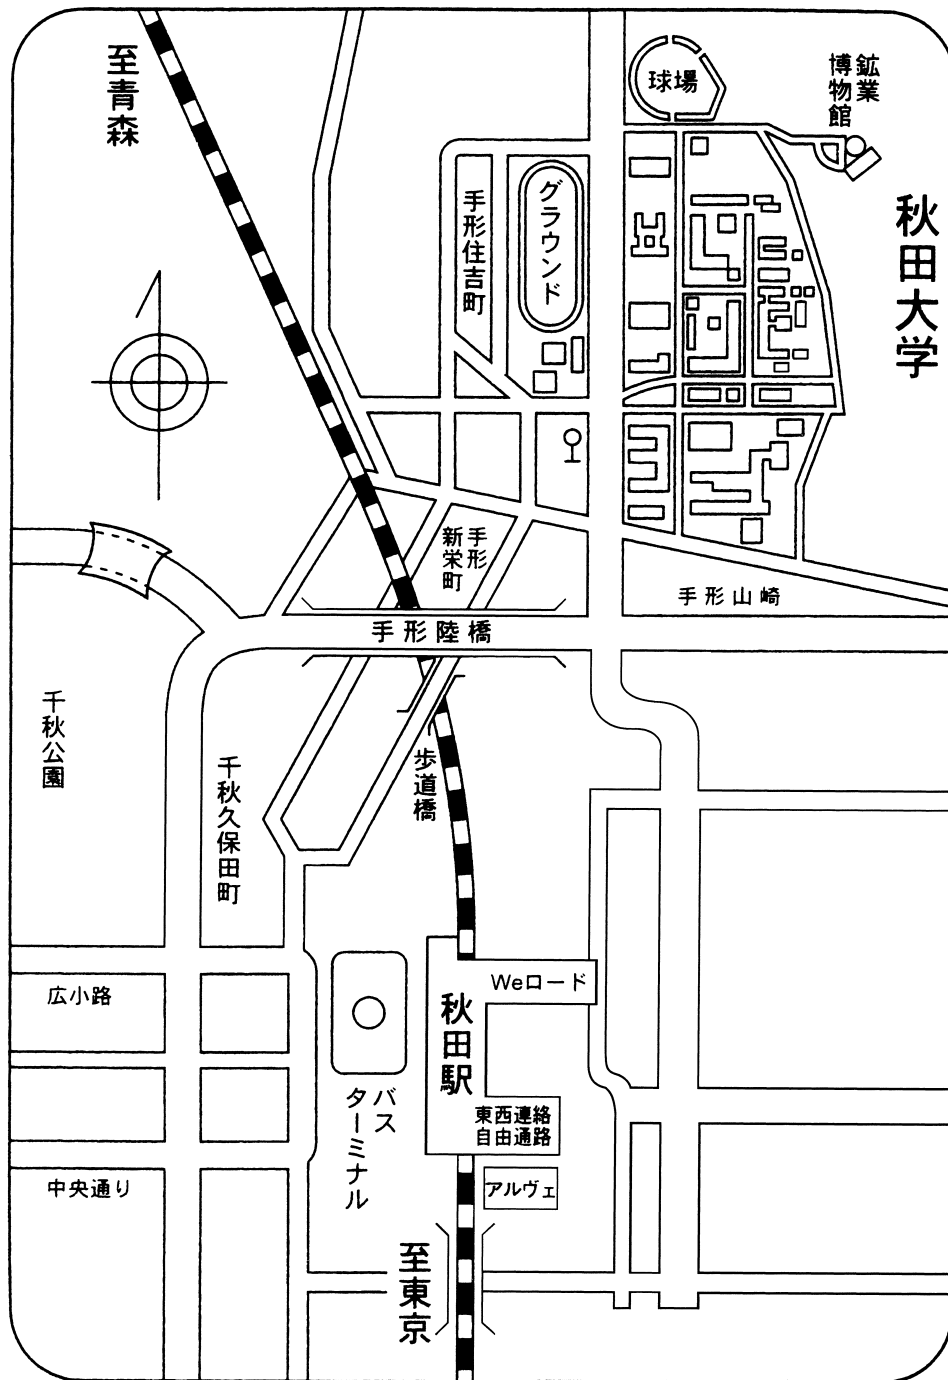 至青森
球場
鉱業
博物館
秋田大学
手形住吉町
グラウンド
手形
新栄町
手形山崎
手形陸橋
千秋公園
千秋久保田町
歩道橋
広小路
Weロード
秋田駅
バス
ターミナル
東西連絡
自由通路
中央通り
アルヴェ
至東京